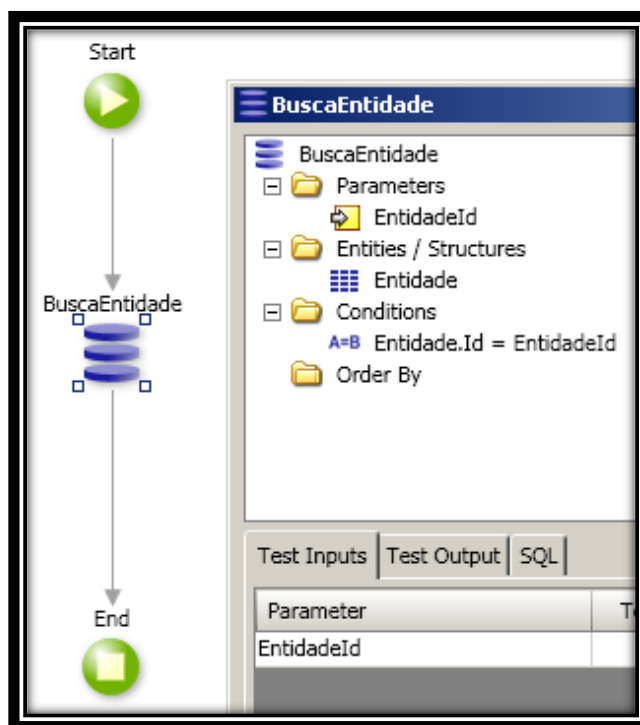 Start
BuscaEntidade
End
BuscaEntidade
BuscaEntidade
Parameters
EntidadeId
Entities / Structures
Entidade
Conditions
A=B Entidade.Id = EntidadeId
Order By
Test Inputs Test Output SQL
Parameter
EntidadeId